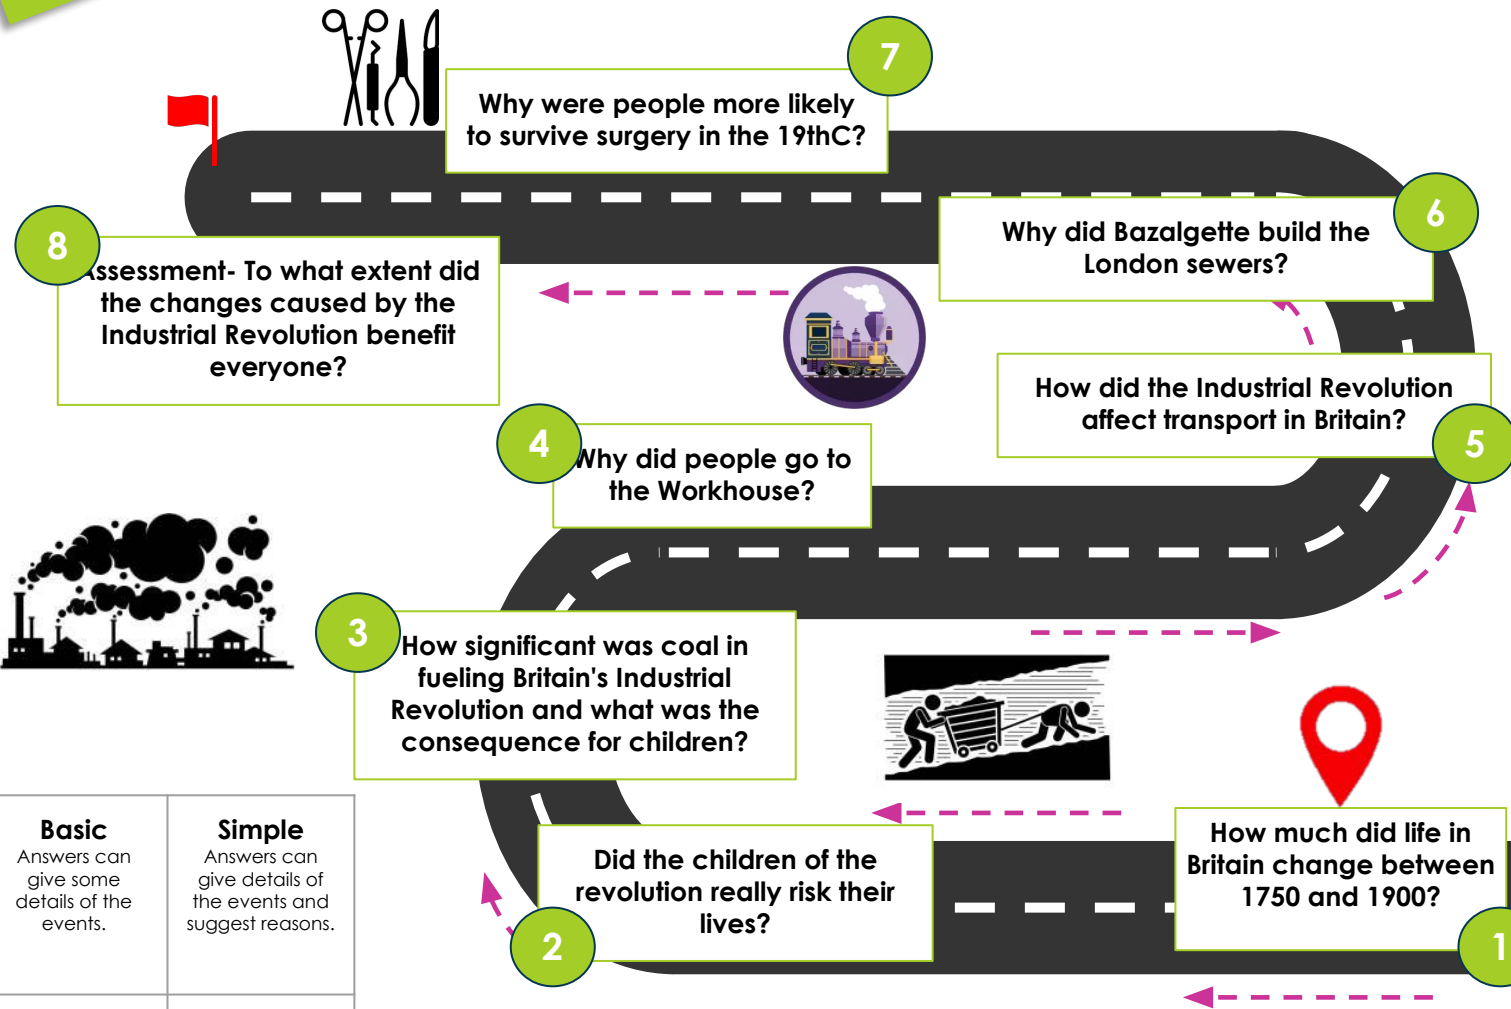 7
Why were people more likely
to survive surgery in the 19thC?
6
Why did Bazalgette build the
London sewers?
8
Assessment- To what extent did
the changes caused by the
Industrial Revolution benefit
everyone?
How did the Industrial Revolution
affect transport in Britain?
5
4
Why did people go to
the Workhouse?
3
How significant was coal in
fueling Britain's Industrial
Revolution and what was the
consequence for children?
Basic
Answers can
give some
details of the
events.
Simple
Answers can
give details of
the events and
suggest reasons.
Did the children of the
revolution really risk their
lives?
2
How much did life in
Britain change between
1750 and 1900?
1